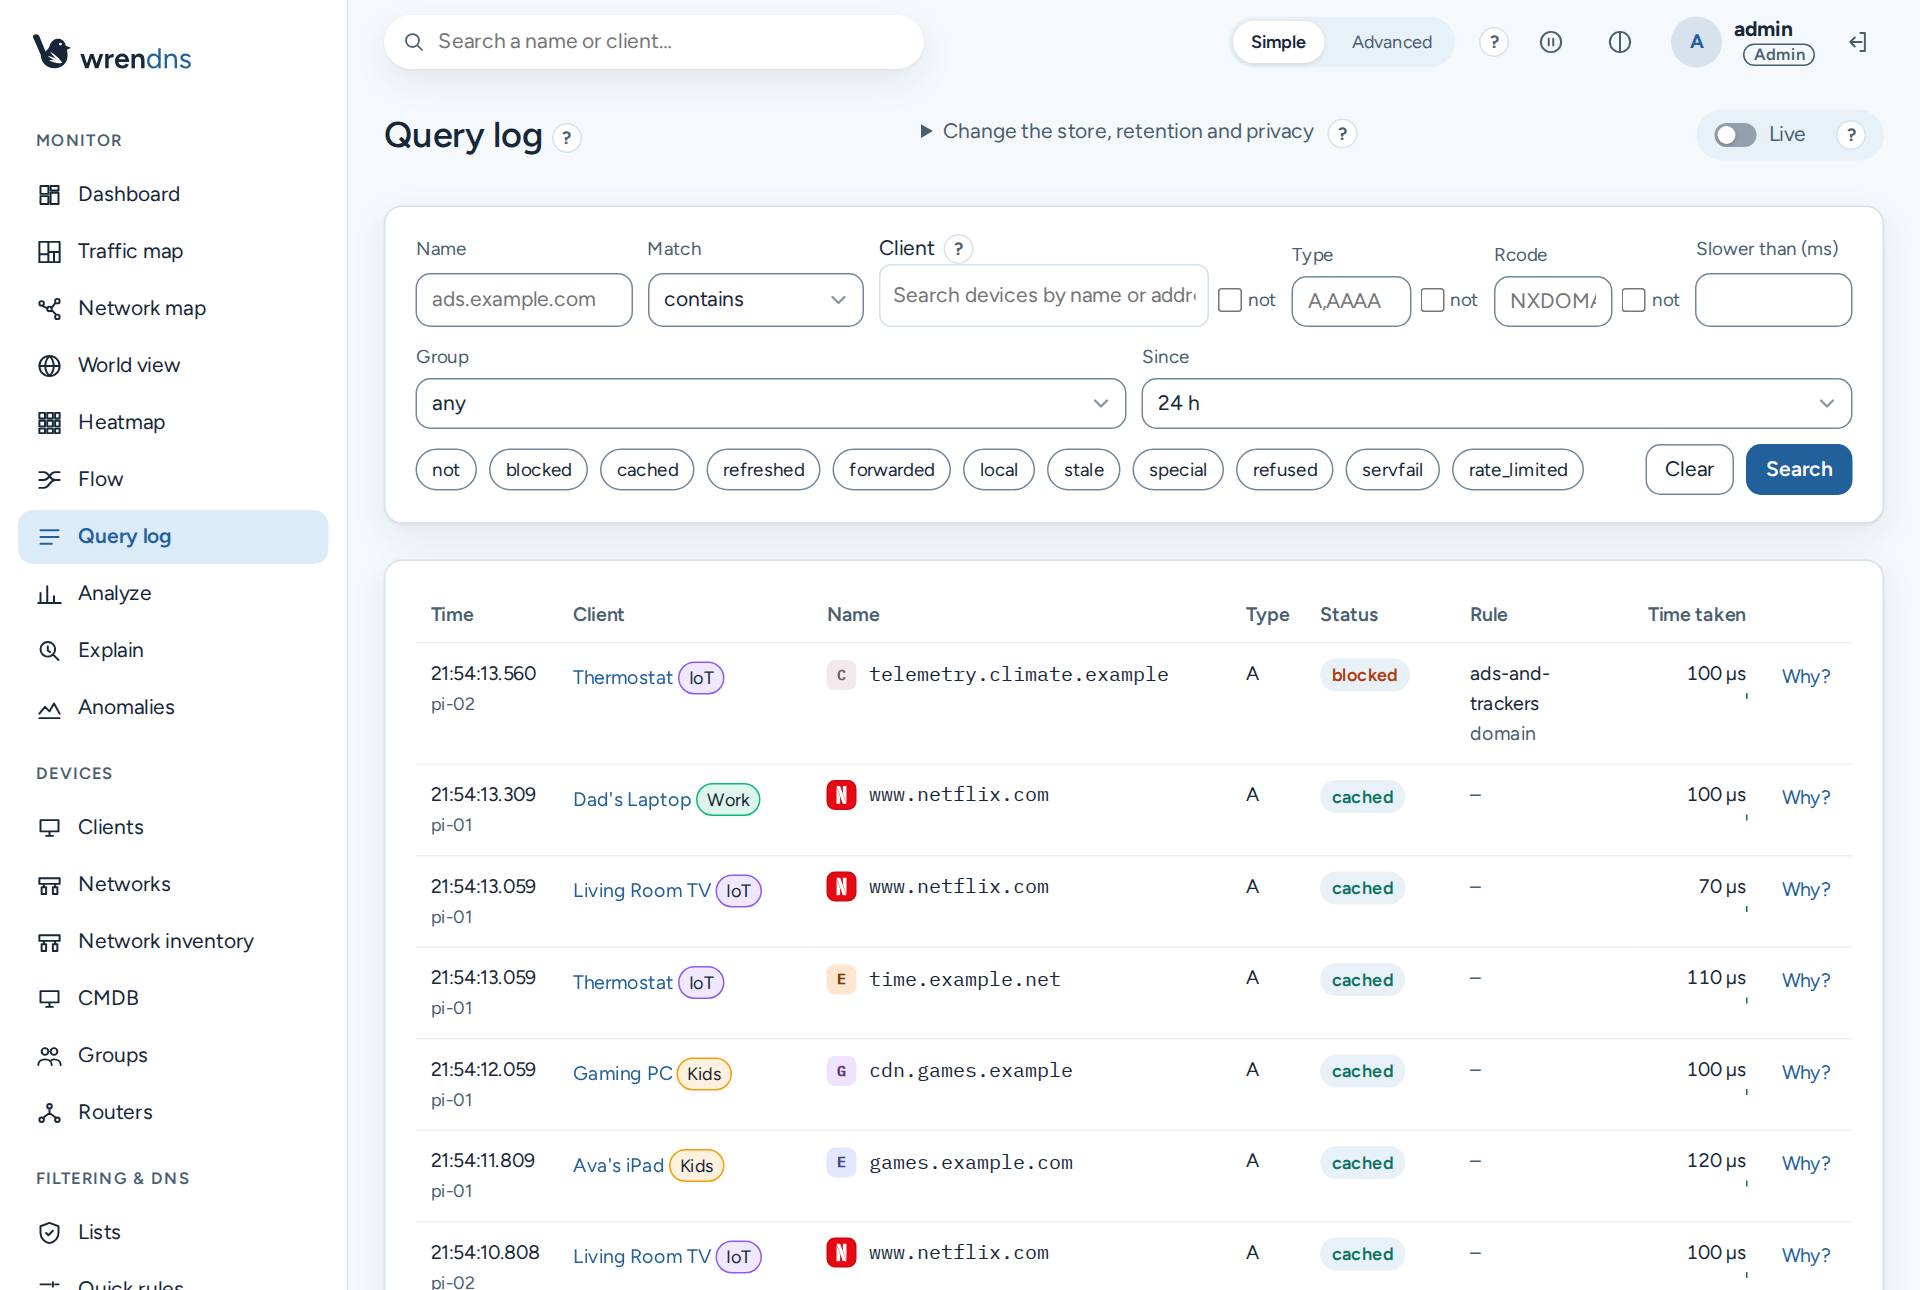 wrendns
Search a name or client...
Simple
Advanced
?
A
admin
Admin
MONITOR
Dashboard
Traffic map
Network map
World view
Heatmap
Flow
Query log
Analyze
Explain
Anomalies
DEVICES
Clients
Networks
Network inventory
CMDB
Groups
Routers
FILTERING & DNS
Lists
Quick rules
Query log ?
▶ Change the store, retention and privacy ?
Live ?
Name
Match
Client ?
Type
Rcode
Slower than (ms)
ads.example.com
contains
Search devices by name or addr
not
A,AAAA
not
NXDOMA
not
Group
Since
any
24 h
not
blocked
cached
refreshed
forwarded
local
stale
special
refused
servfail
rate_limited
Clear
Search
Time Client Name Type Status Rule Time taken
21:54:13.560 Thermostat IoT C telemetry.climate.example A blocked ads-and- 100 µs Why?
pi-02 trackers
domain
21:54:13.309 Dad's Laptop Work N www.netflix.com A cached – 100 µs Why?
pi-01
21:54:13.059 Living Room TV IoT N www.netflix.com A cached – 70 µs Why?
pi-01
21:54:13.059 Thermostat IoT E time.example.net A cached – 110 µs Why?
pi-01
21:54:12.059 Gaming PC Kids G cdn.games.example A cached – 100 µs Why?
pi-01
21:54:11.809 Ava's iPad Kids E games.example.com A cached – 120 µs Why?
pi-01
21:54:10.808 Living Room TV IoT N www.netflix.com A cached – 100 µs Why?
pi-02